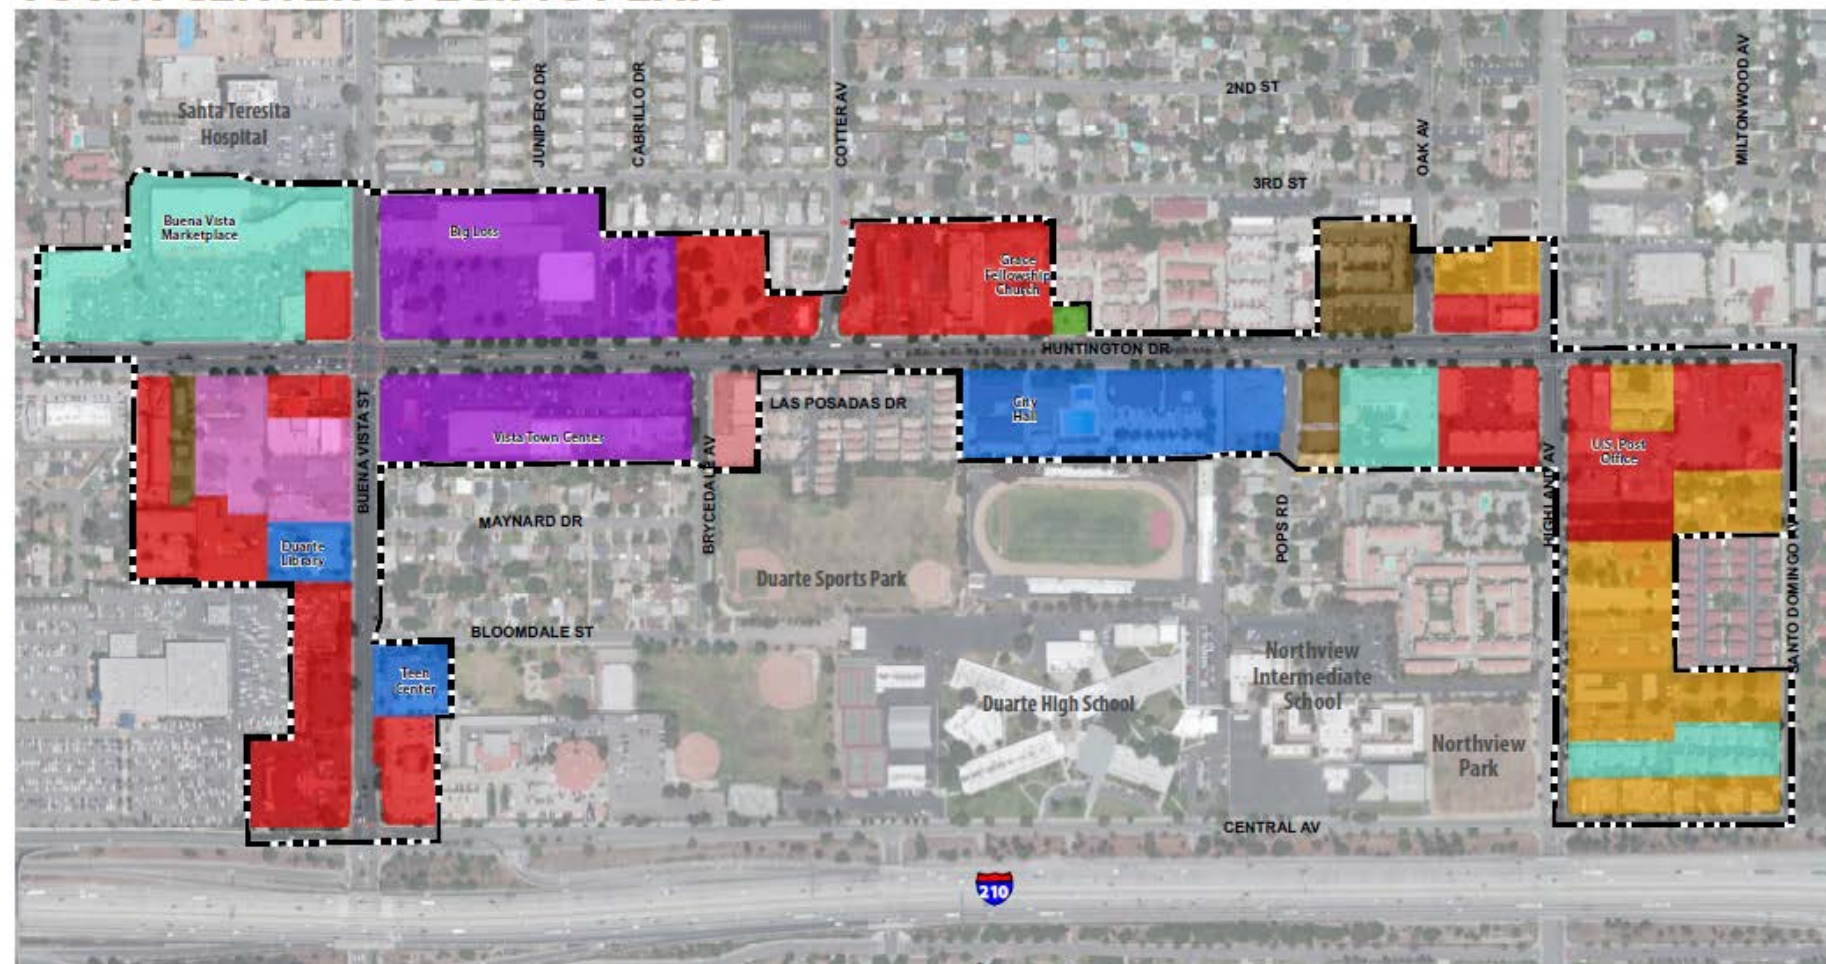 2ND ST
MILTONWOOD AV
JUNIPERO DR
CABRILLO DR
COTTER AV
OAK AV
Santa Teresita
Hospital
3RD ST
Buena Vista
Marketplace
Big Lots
Grace
Fellowship
Church
HUNTINGTON DR
BUENA VISTA ST
LAS POSADAS DR
City
Hall
Vista Town Center
BRYCEDALE AV
HIGHLAND AV
U.S. Post
Office
MAYNARD DR
POPS RD
Duarte
Library
Duarte Sports Park
SANTO DOMINGO AV
BLOOMDALE ST
Teen
Center
Northview
Intermediate
School
Duarte High School
Northview
Park
CENTRAL AV
210